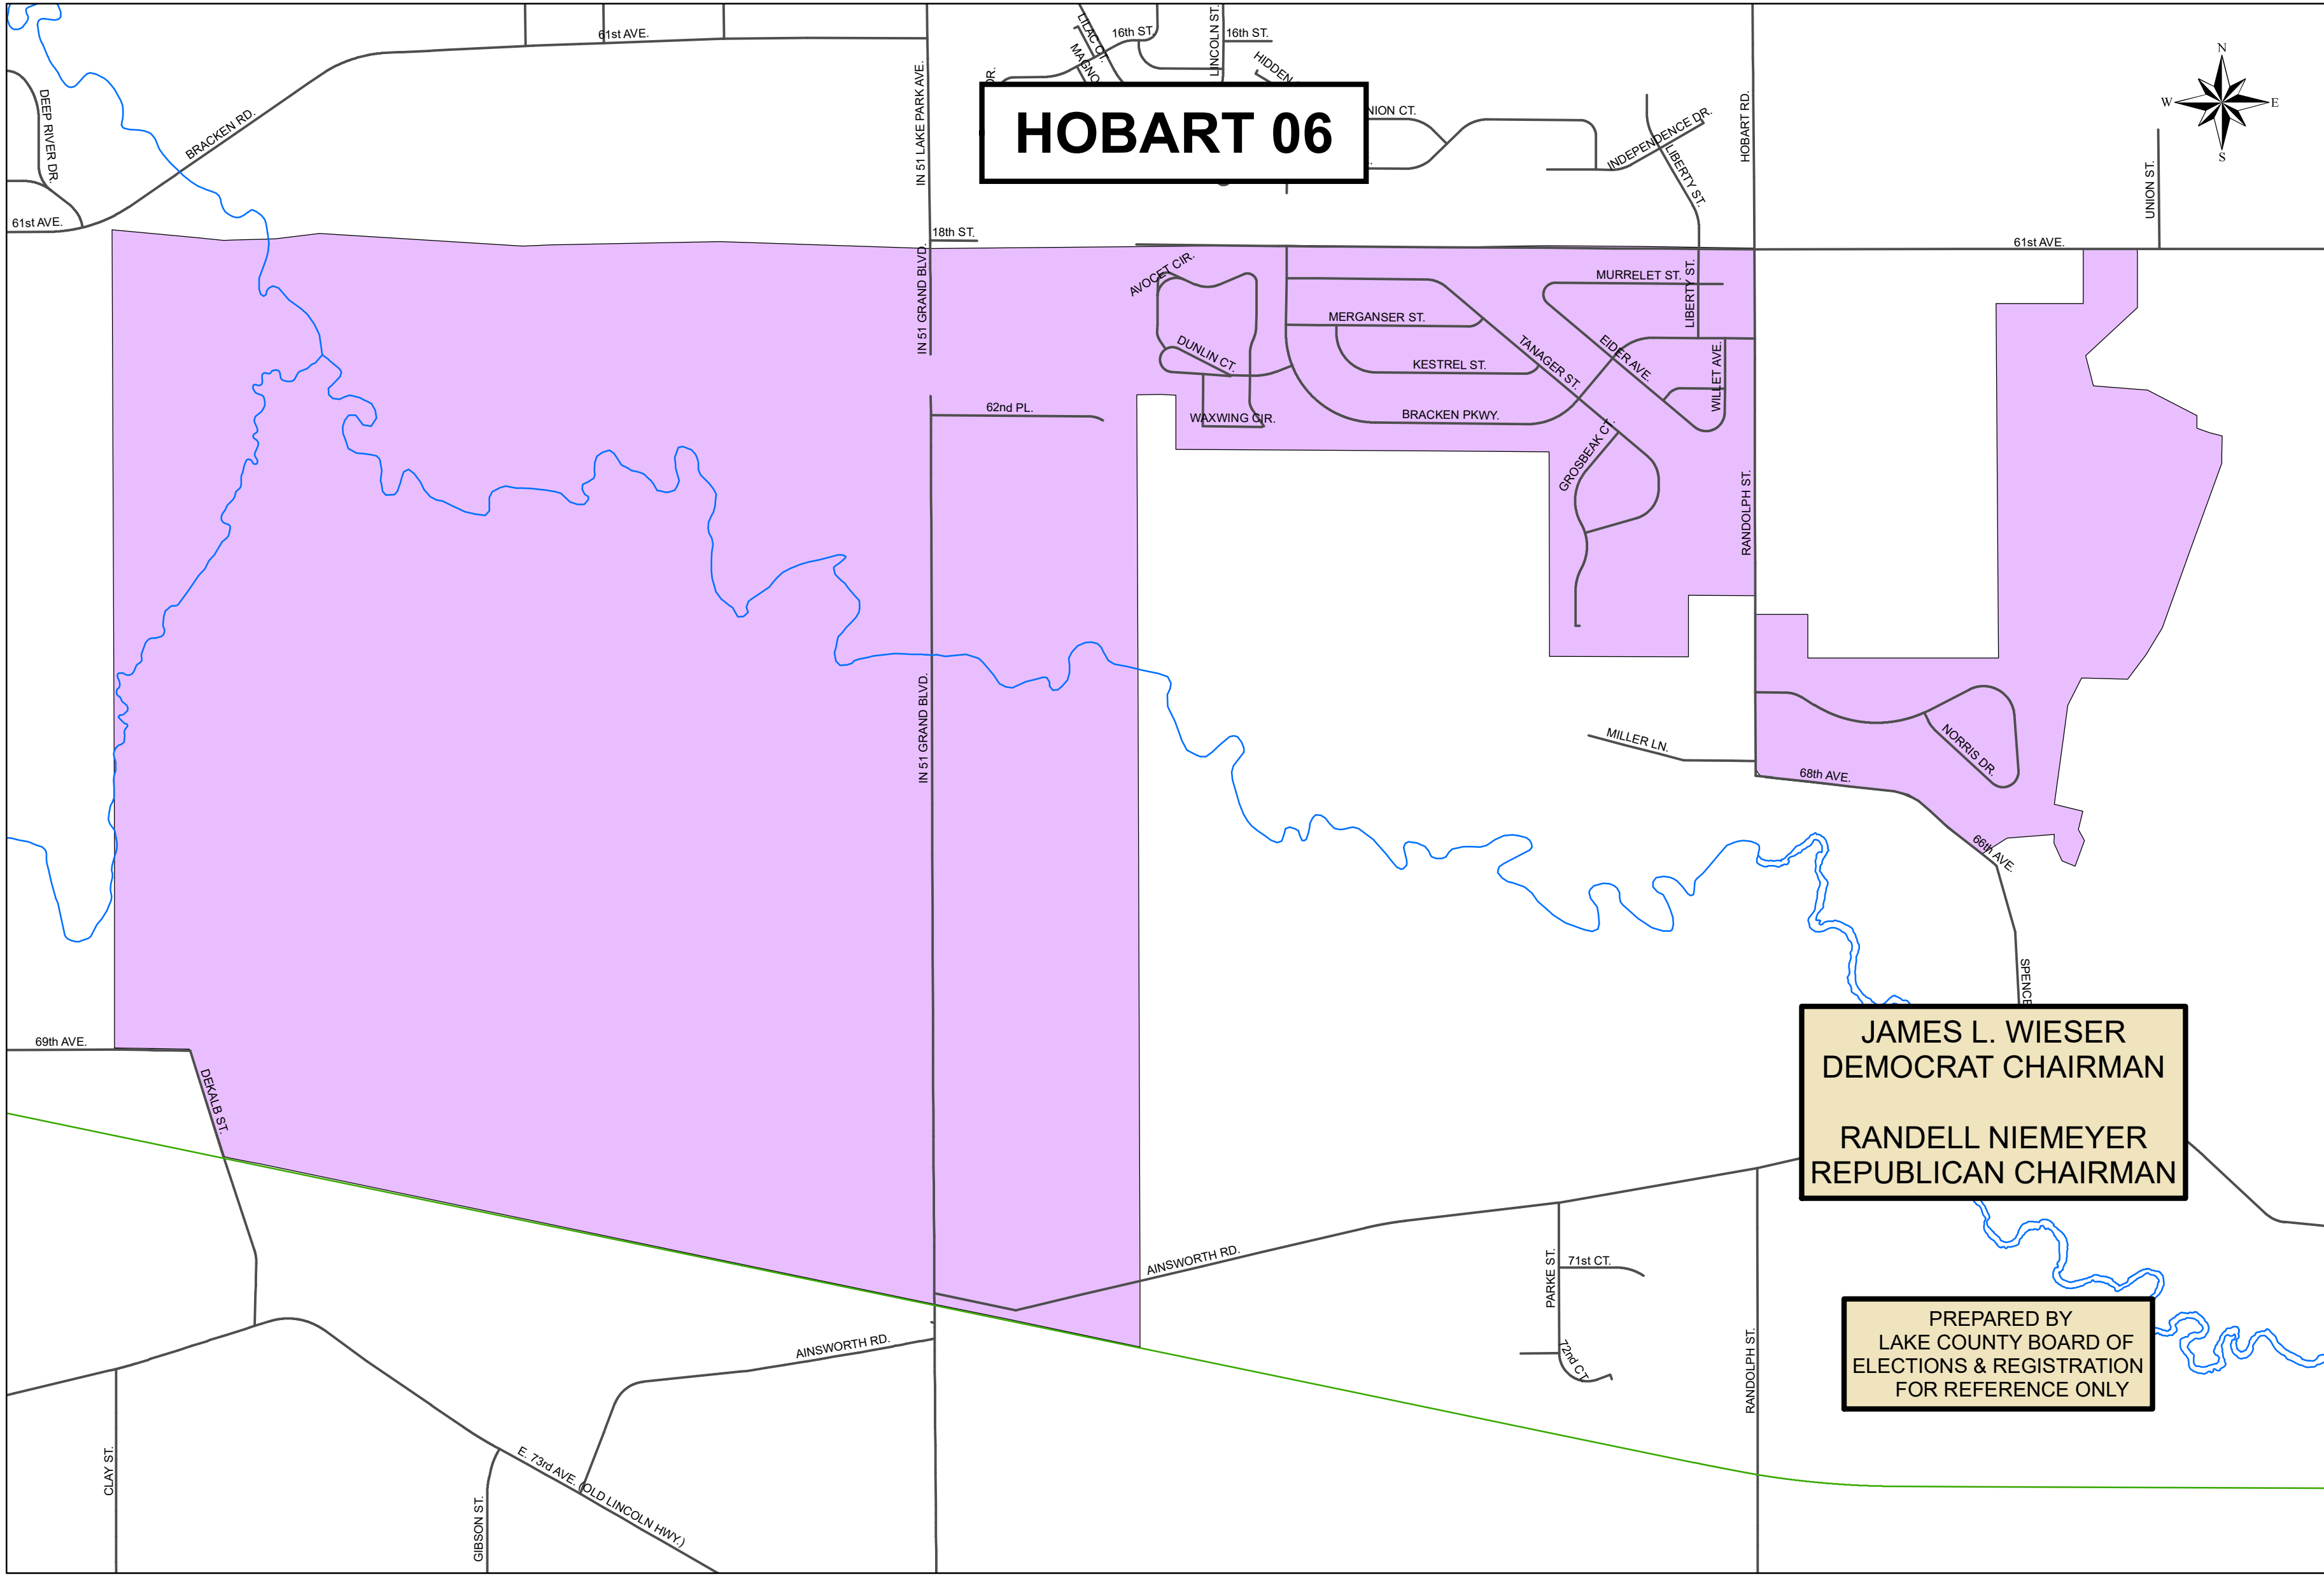 61st AVE.
LILAC CT.
16th ST.
LINCOLN ST.
16th ST.
N
W
E
S
DEEP RIVER DR.
BRACKEN RD.
IN 51 LAKE PARK AVE.
DR.
MAGNO
HIDDEN
HOBART 06
NION CT.
INDEPENDENCE DR.
LIBERTY ST.
HOBART RD.
UNION ST.
61st AVE.
18th ST.
61st AVE.
IN 51 GRAND BLVD.
AVOCET CIR.
MURRELET ST.
LIBERTY ST.
MERGANSER ST.
DUNLIN CT.
KESTREL ST.
TANAGER ST.
EIDER AVE.
WILLET AVE.
62nd PL.
WAXWING CIR.
BRACKEN PKWY.
GROSBEAK CT.
RANDOLPH ST.
IN 51 GRAND BLVD.
MILLER LN.
NORRIS DR.
68th AVE.
66th AVE.
SPENCE
69th AVE.
DEKALB ST.
JAMES L. WIESER
DEMOCRAT CHAIRMAN
RANDELL NIEMEYER
REPUBLICAN CHAIRMAN
AINSWORTH RD.
PARKE ST.
71st CT.
72nd CT.
AINSWORTH RD.
RANDOLPH ST.
PREPARED BY
LAKE COUNTY BOARD OF
ELECTIONS & REGISTRATION
FOR REFERENCE ONLY
CLAY ST.
GIBSON ST.
E. 73rd AVE. (OLD LINCOLN HWY.)